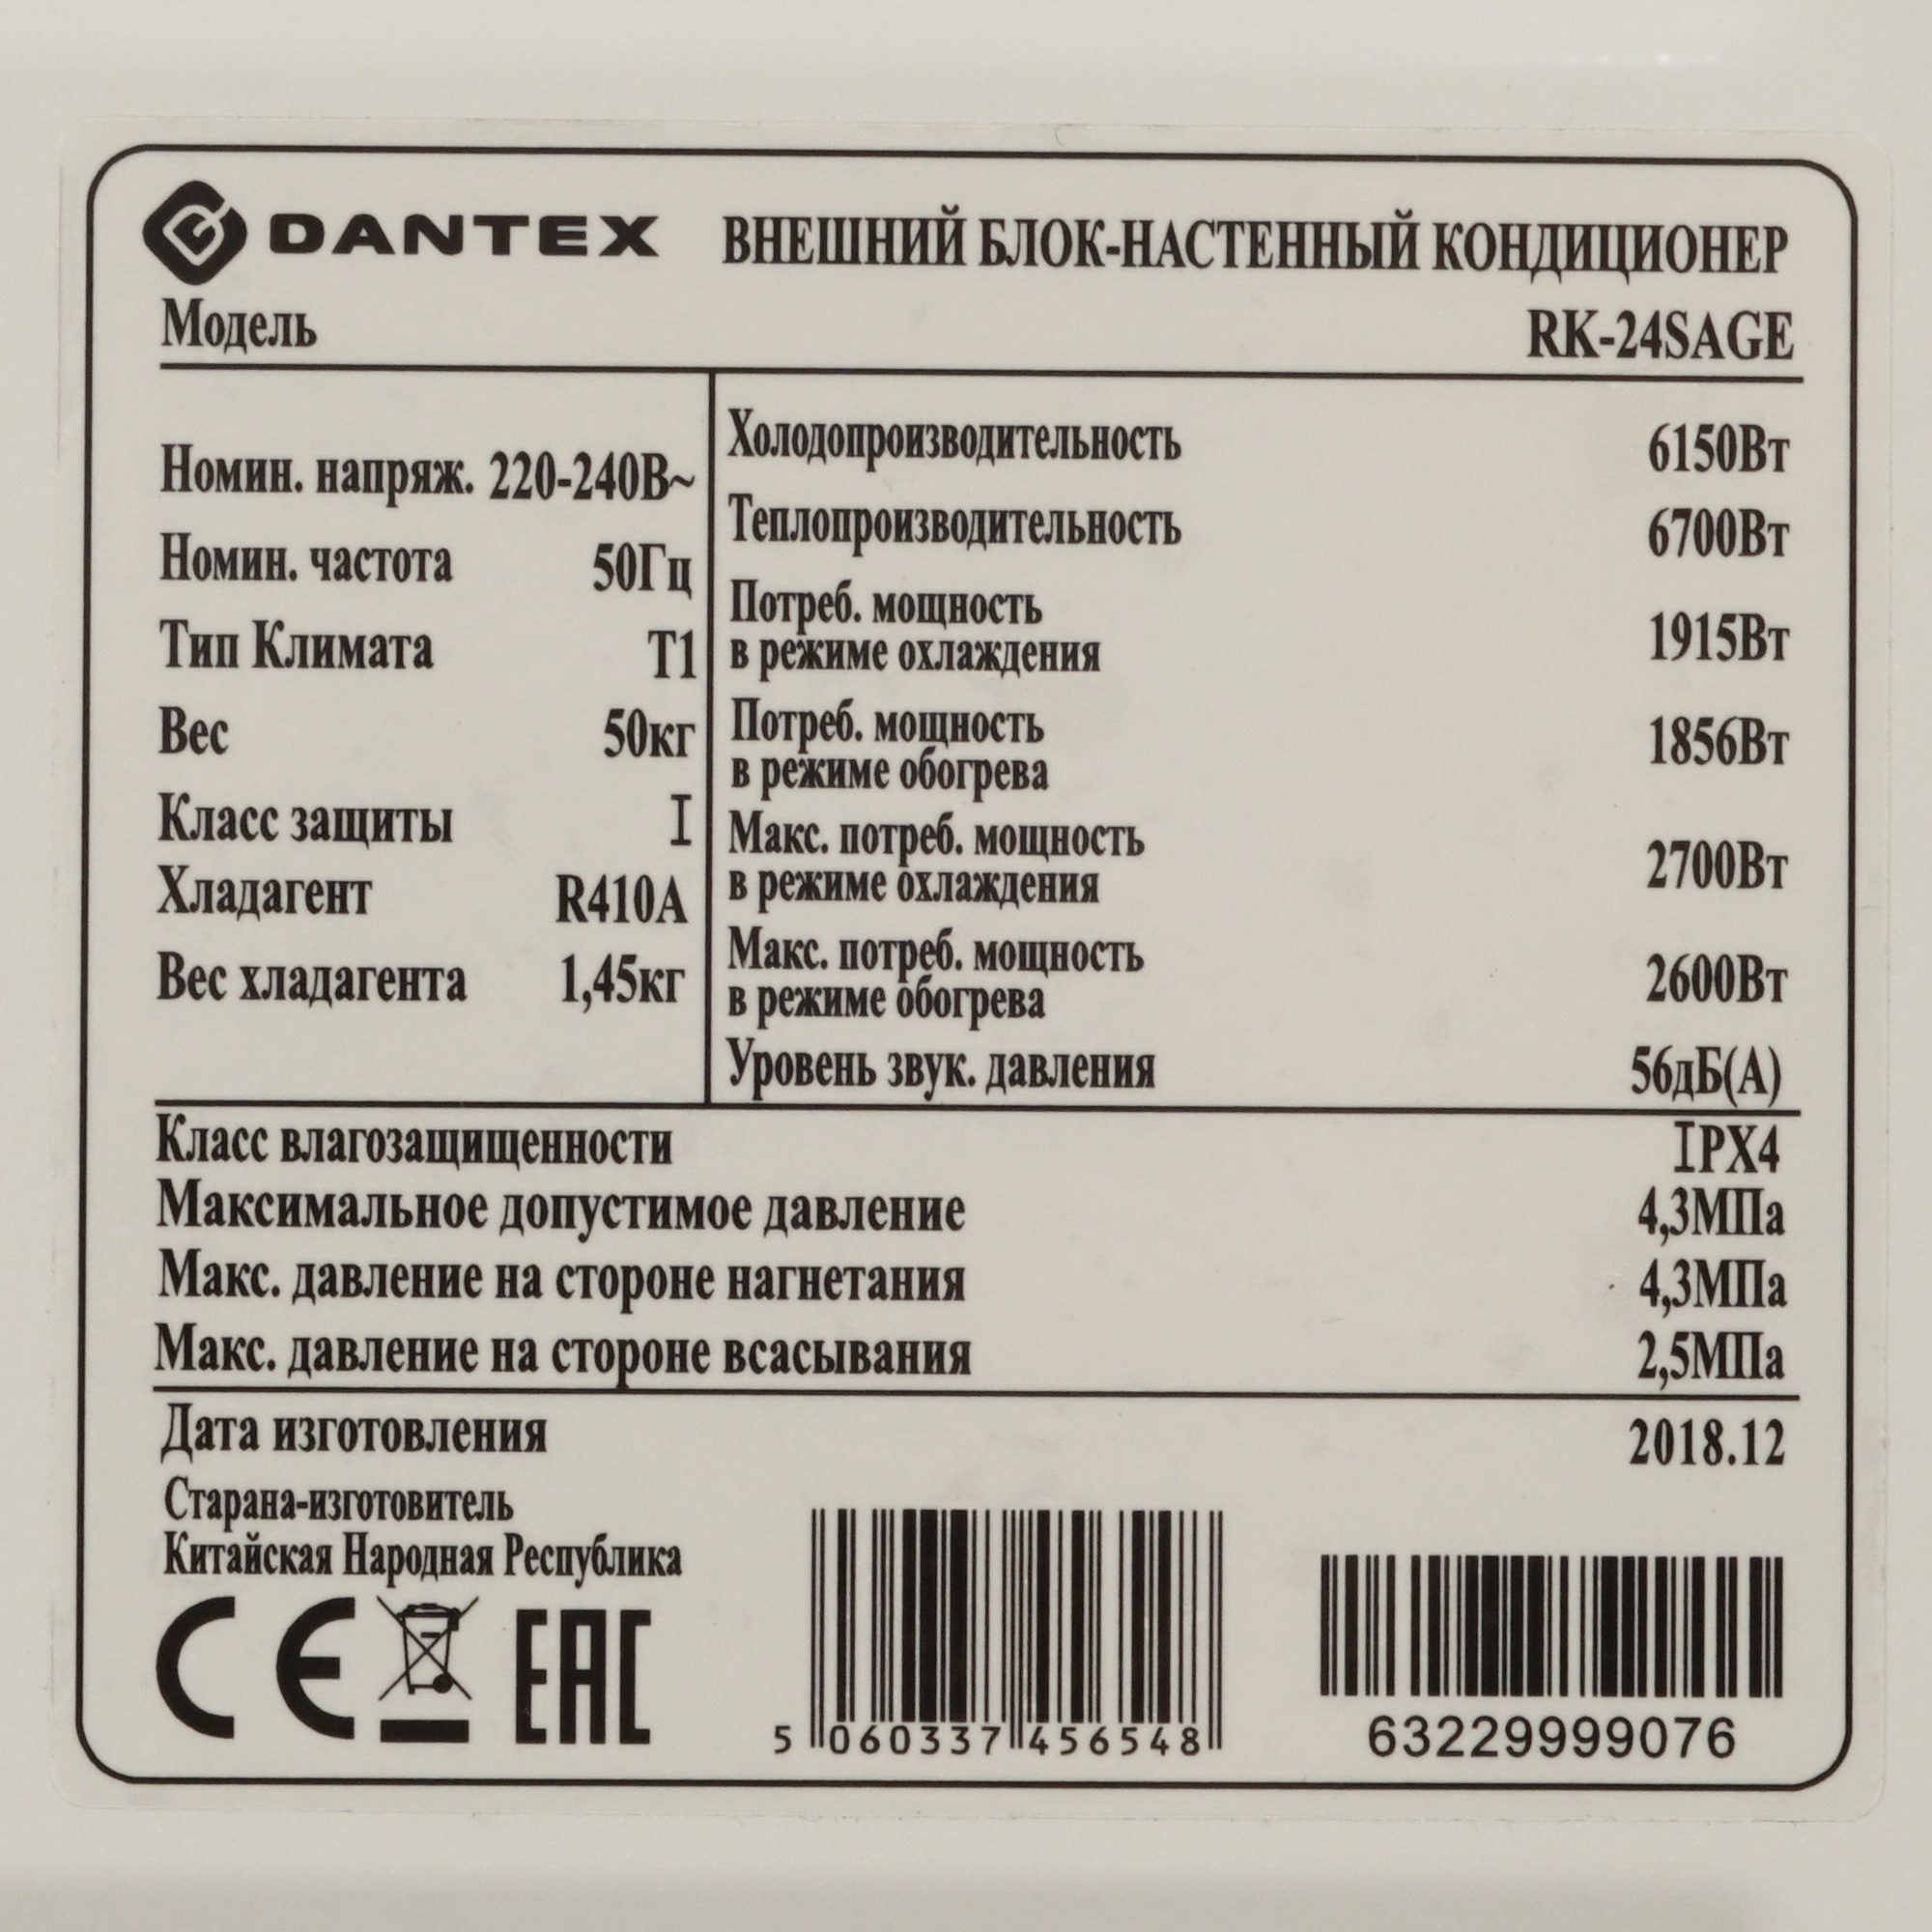 DANTEX ВНЕШНИЙ БЛОК-НАСТЕННЫЙ КОНДИЦИОНЕР
Модель RK-24SAGE
Номин. напряж. 220-240В~
Номин. частота 50Гц
Тип Климата Т1
Вес 50кг
Класс защиты I
Хладагент R410A
Вес хладагента 1,45кг
Холодопроизводительность 6150Вт
Теплопроизводительность 6700Вт
Потреб. мощность
в режиме охлаждения 1915Вт
Потреб. мощность
в режиме обогрева 1856Вт
Макс. потреб. мощность
в режиме охлаждения 2700Вт
Макс. потреб. мощность
в режиме обогрева 2600Вт
Уровень звук. давления 56дБ(А)
Класс влагозащищенности IPX4
Максимальное допустимое давление 4,3МПа
Макс. давление на стороне нагнетания 4,3МПа
Макс. давление на стороне всасывания 2,5МПа
Дата изготовления 2018.12
Старана-изготовитель
Китайская Народная Республика
CE EAC
5 060337 456548
63229999076